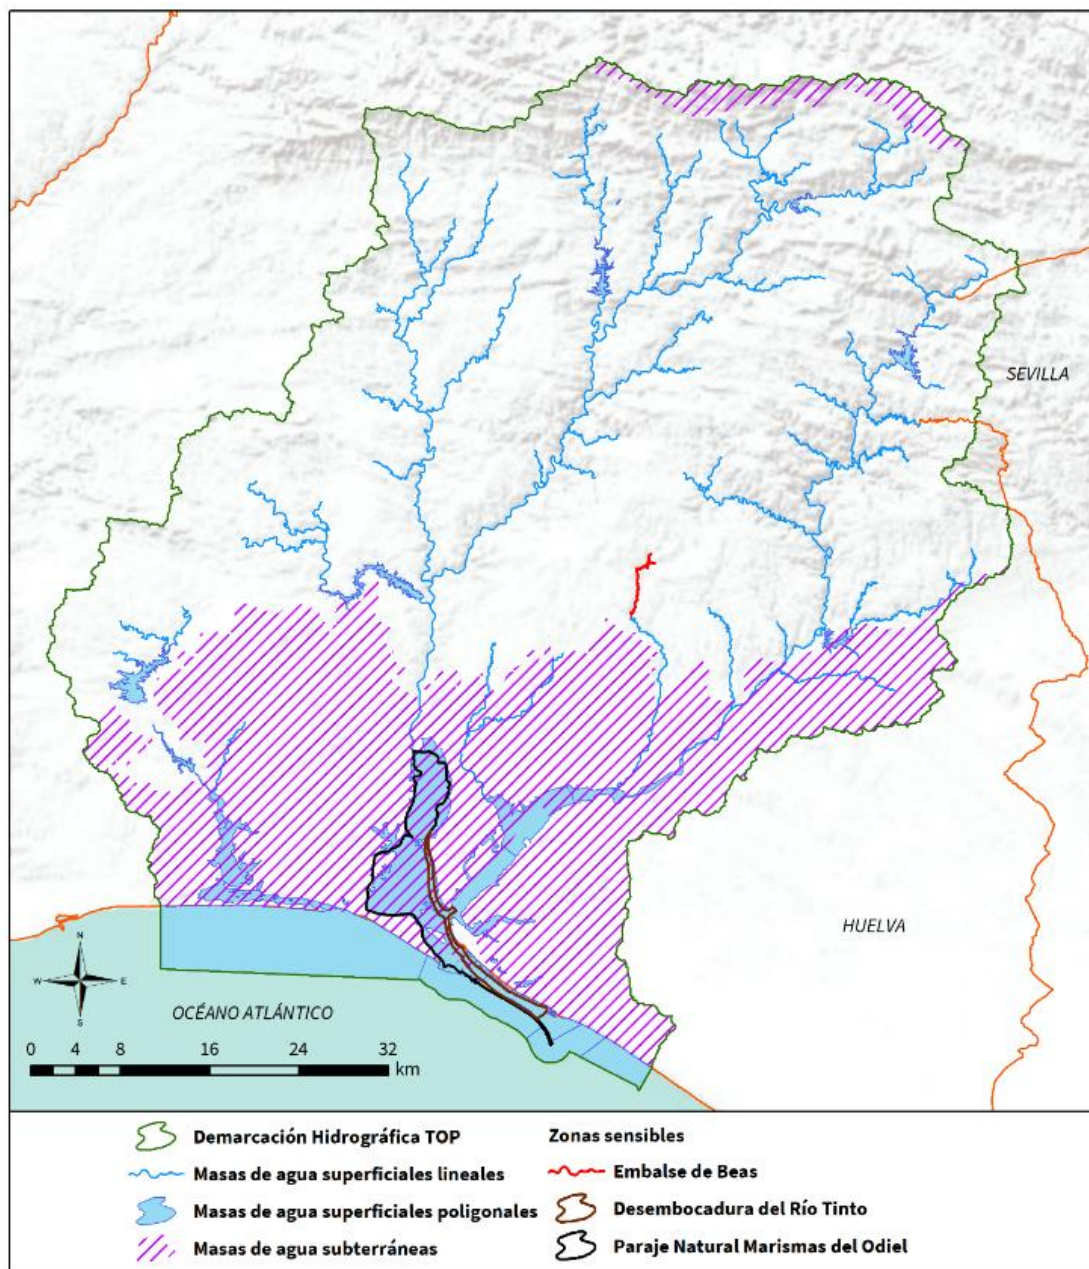 SEVILLA
HUELVA
N
W E
S
OCÉANO ATLÁNTICO
0 4 8 16 24 32
km
Demarcación Hidrográfica TOP
Masas de agua superficiales lineales
Masas de agua superficiales poligonales
Masas de agua subterráneas
Zonas sensibles
Embalse de Beas
Desembocadura del Río Tinto
Paraje Natural Marismas del Odiel